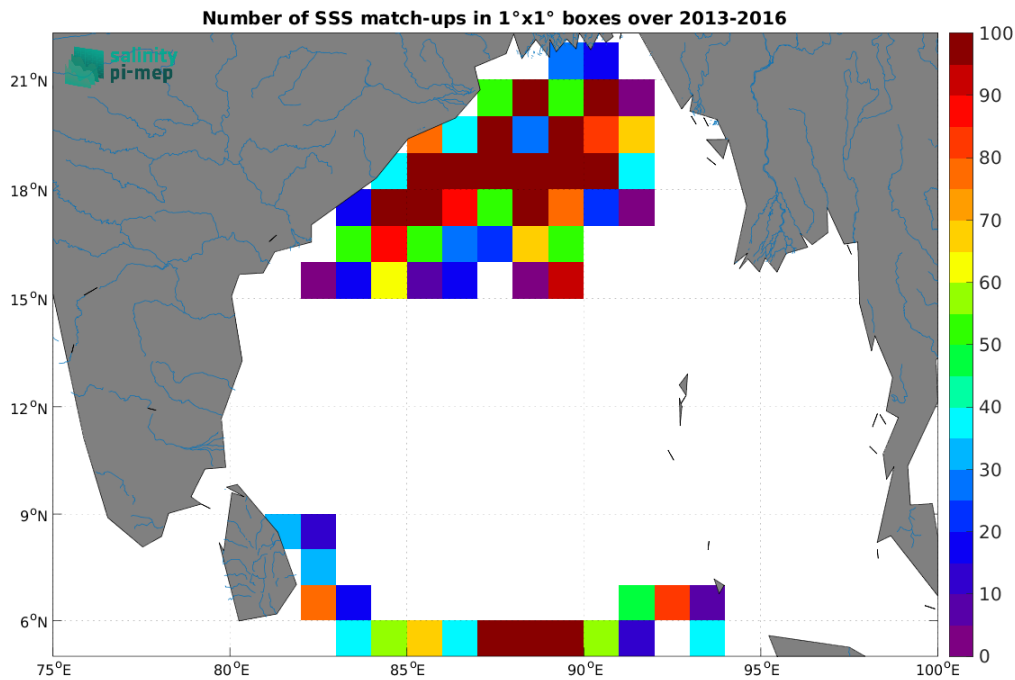 Number of SSS match-ups in 1°x1° boxes over 2013-2016
salinity
pi-mep
21°N
18°N
15°N
12°N
9°N
6°N
75°E 80°E 85°E 90°E 95°E 100°E
100
90
80
70
60
50
40
30
20
10
0